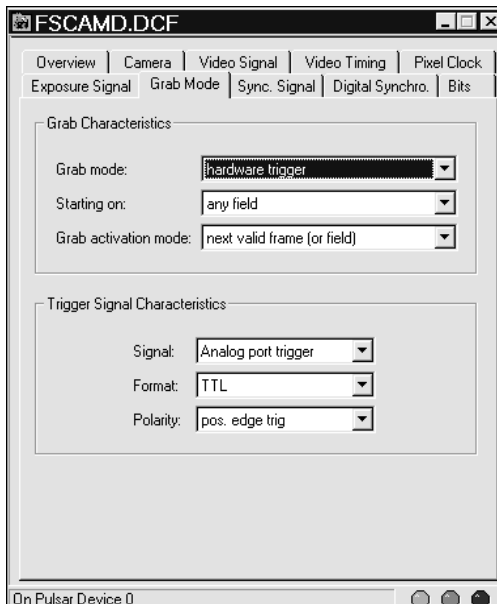 FSCAMD.DCF
Overview Camera Video Signal Video Timing Pixel Clock
Exposure Signal Grab Mode Sync. Signal Digital Synchro. Bits
Grab Characteristics
Grab mode: hardware trigger
Starting on: any field
Grab activation mode: next valid frame (or field)
Trigger Signal Characteristics
Signal: Analog port trigger
Format: TTL
Polarity: pos. edge trig
On Pulsar Device 0